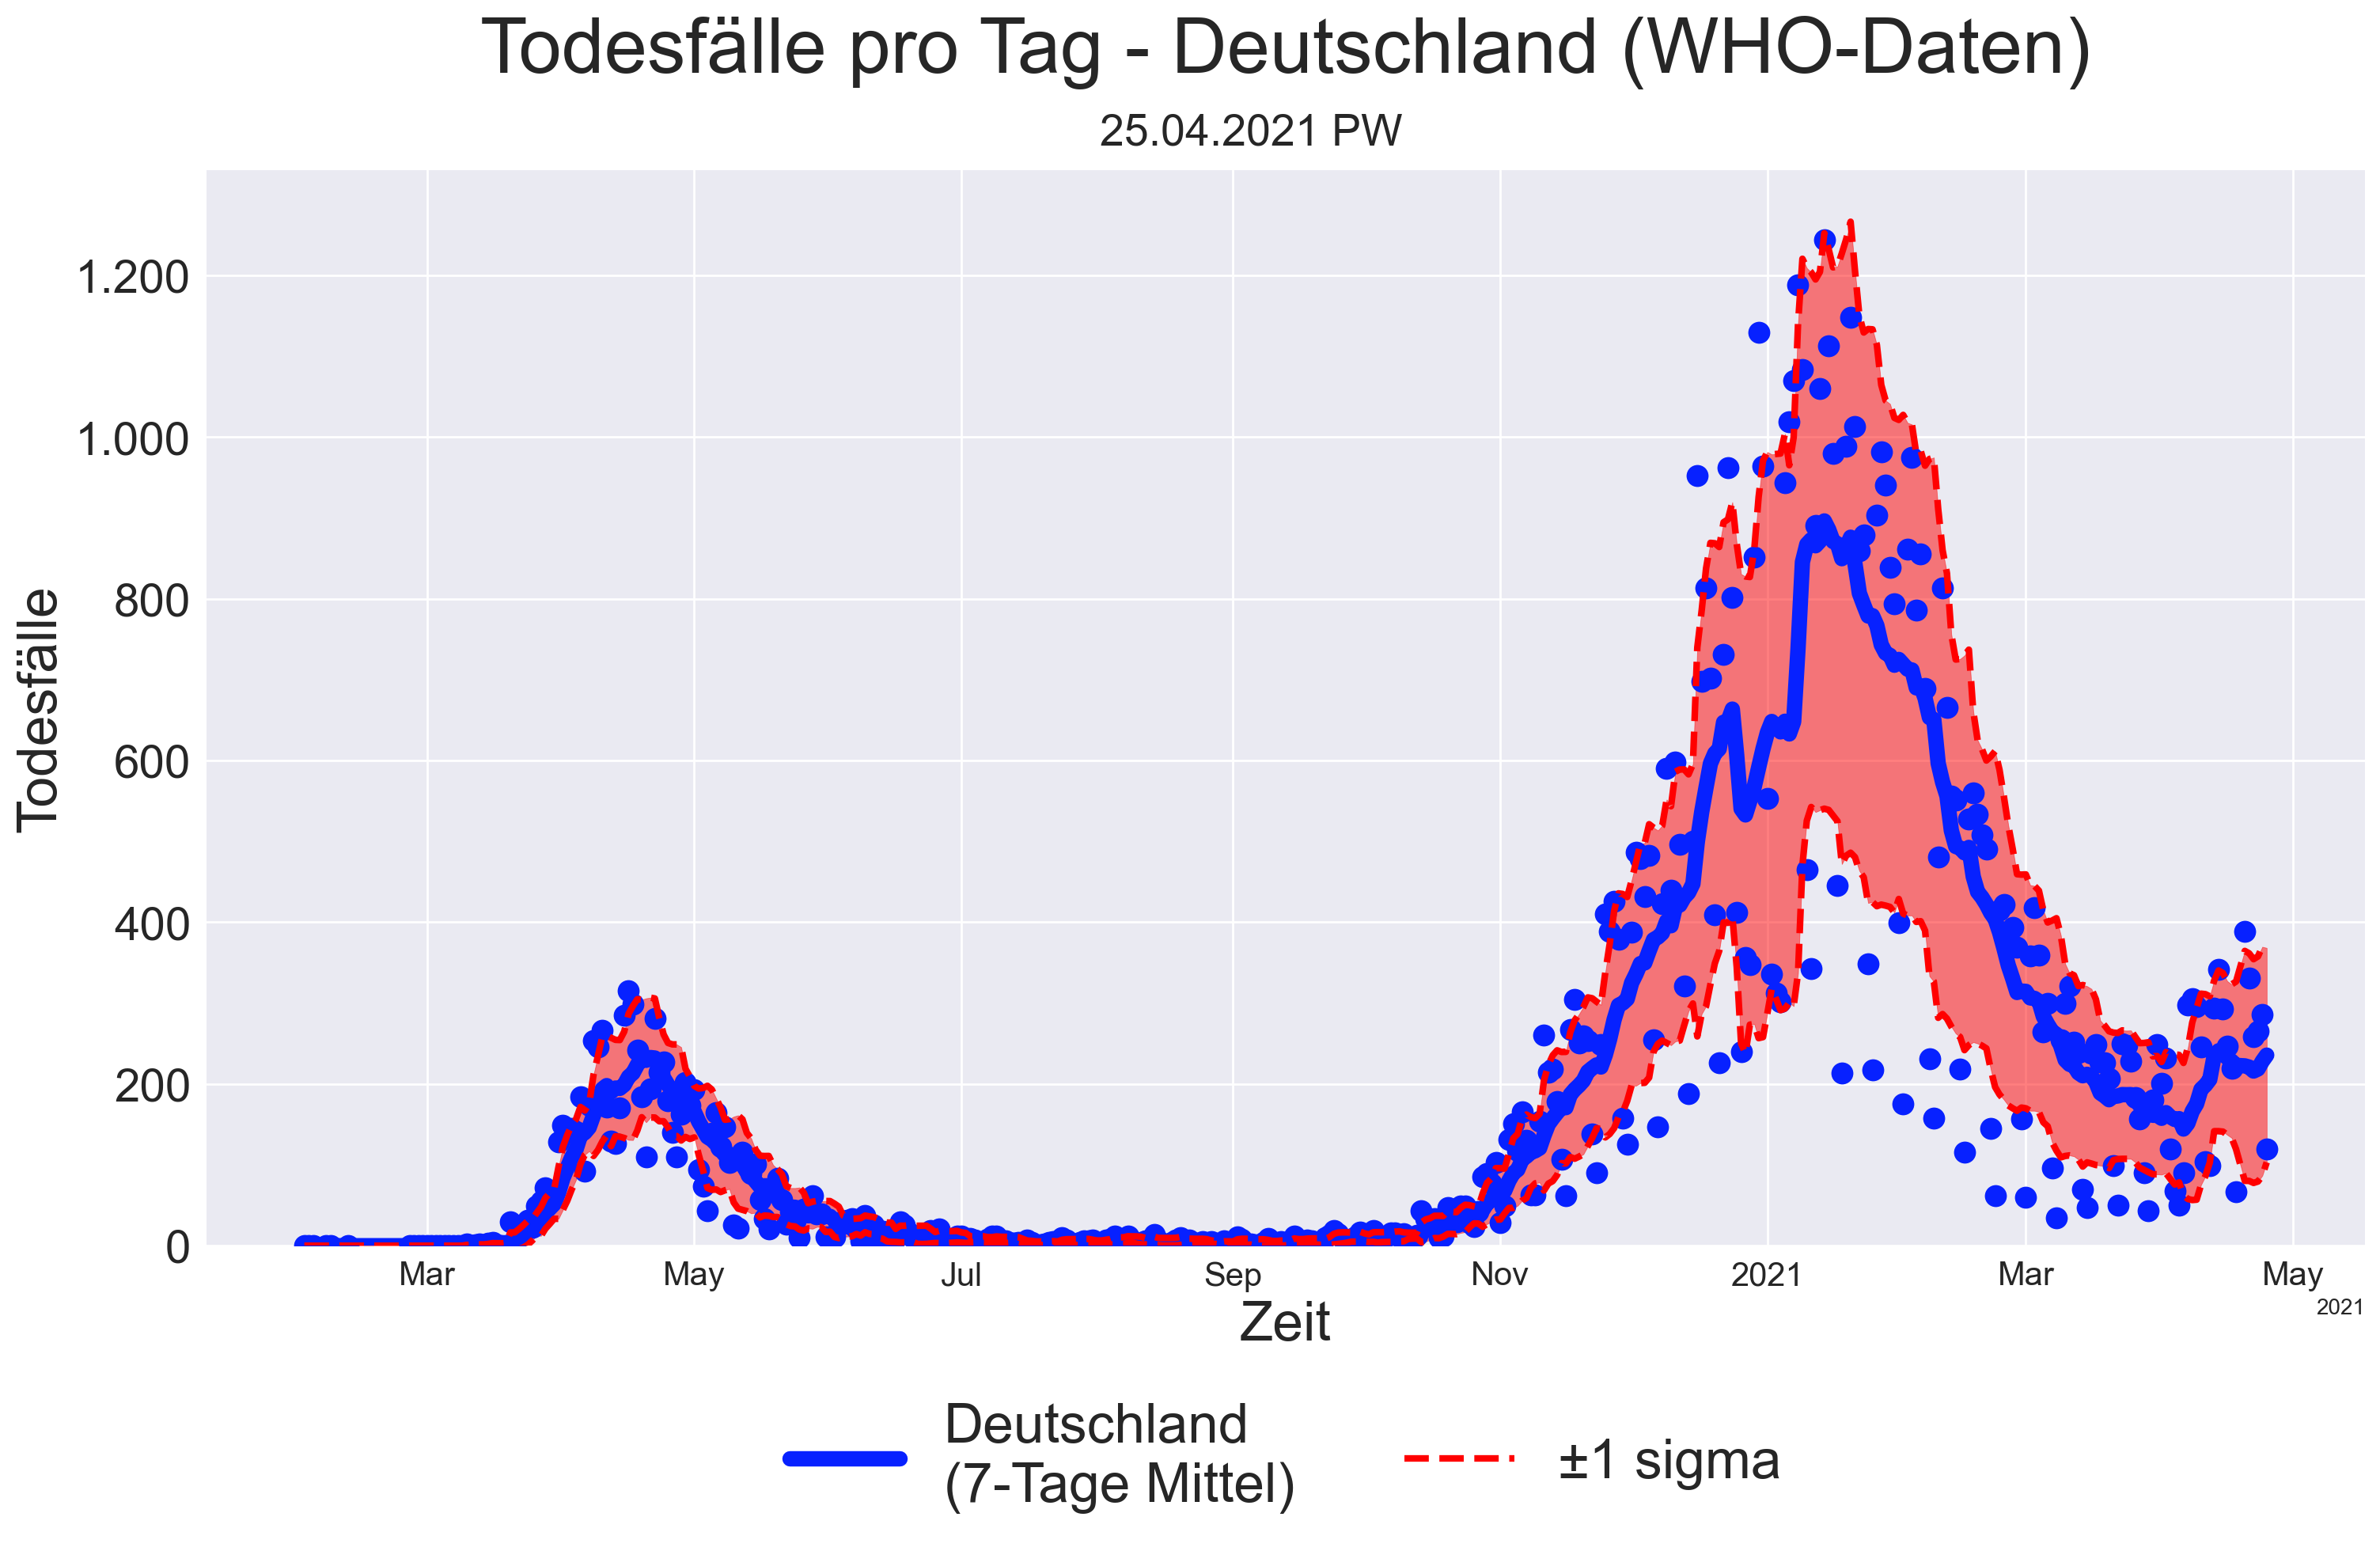 Todesfälle pro Tag - Deutschland (WHO-Daten)
25.04.2021 PW
Todesfälle
1.200
1.000
800
600
400
200
0
Mar
May
Jul
Sep
Nov
2021
Mar
May
2021
Zeit
Deutschland
(7-Tage Mittel)
±1 sigma